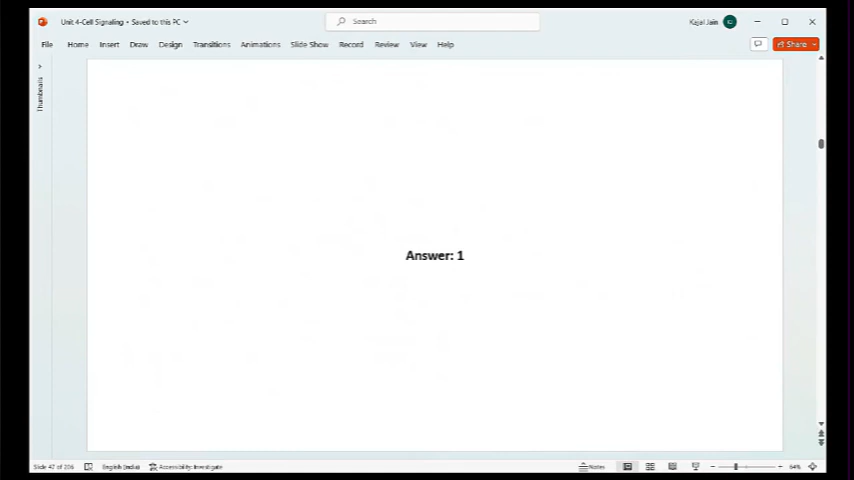 Unit 4-Cell Signaling • Saved to this PC
Search
Kajal Jain
File Home Insert Draw Design Transitions Animations Slide Show Record Review View Help
Share
Thumbnails
Answer: 1
Slide 47 of 206 English (India) Accessibility: Investigate Notes 64%